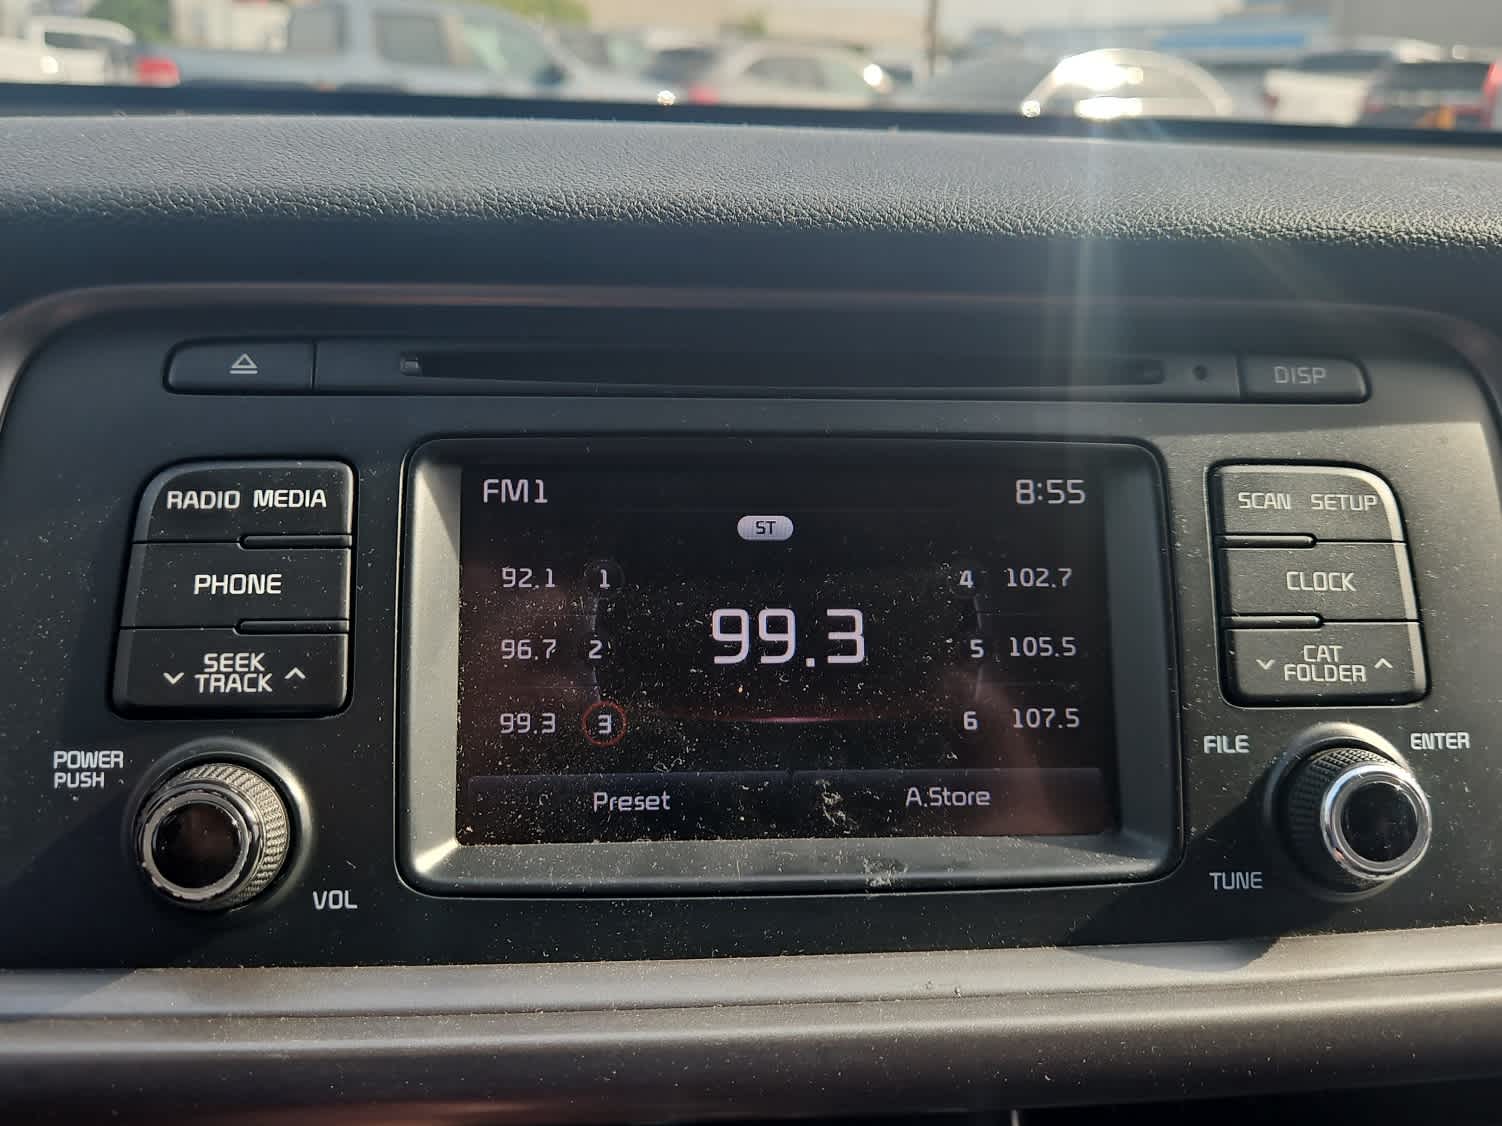 DISP
RADIO MEDIA
PHONE
SEEK
TRACK
POWER
PUSH
VOL
FM1
8:55
ST
92.1 1
96.7 2
99.3 3
99.3
4 102.7
5 105.5
6 107.5
Preset
A.Store
SCAN SETUP
CLOCK
CAT
FOLDER
FILE
ENTER
TUNE